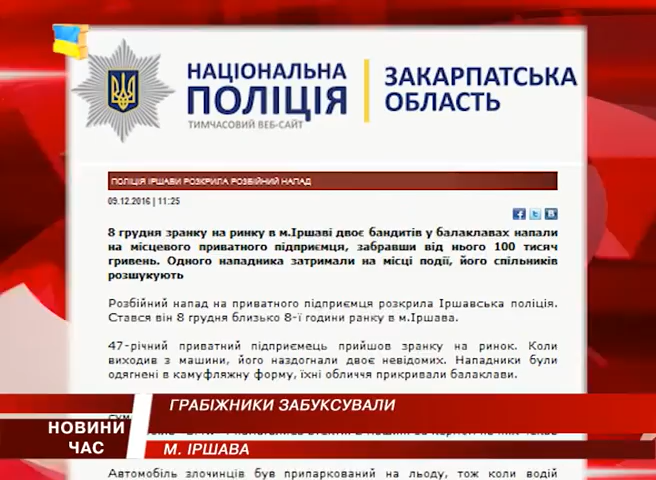 НАЦІОНАЛЬНА
ПОЛІЦІЯ
ТИМЧАСОВИЙ ВЕБ-САЙТ
ЗАКАРПАТСЬКА
ОБЛАСТЬ
ПОЛІЦІЯ ІРШАВИ РОЗКРИЛА РОЗБІЙНИЙ НАПАД
09.12.2016 | 11:25
8 грудня зранку на ринку в м.Іршаві двоє бандитів у балаклавах напали
на місцевого приватного підприємця, забравши від нього 100 тисяч
гривень. Одного нападника затримали на місці події, його спільників
розшукують
Розбійний напад на приватного підприємця розкрила Іршавська поліція.
Стався він 8 грудня близько 8-ї години ранку в м.Іршава.
47-річний приватний підприємець прийшов зранку на ринок. Коли
виходив з машини, його наздогнали двоє невідомих. Нападники були
одягнені в камуфляжну форму, їхні обличчя прикривали балаклави.
ГРАБІЖНИКИ ЗАБУКСУВАЛИ
НОВИНИ
ЧАС
М. ІРШАВА
Автомобіль злочинців був припаркований на льоду, тож коли водій